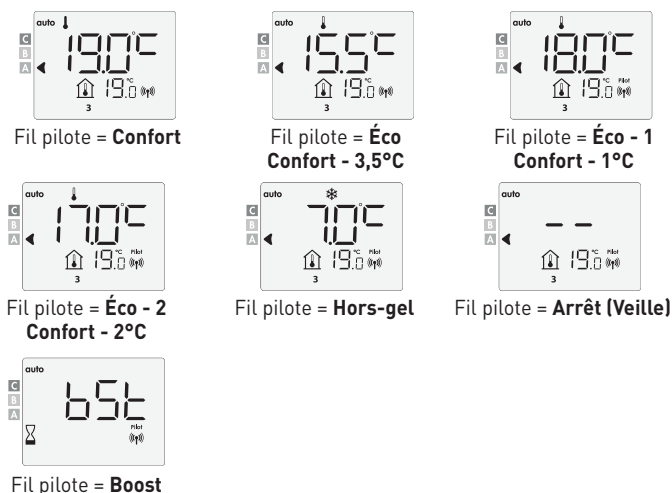 auto
C
B
A
19.0°C
19.0 °C
3
Fil pilote = Confort
auto
C
B
A
15.5°C
19.0 °C
3
Fil pilote = Éco
Confort - 3,5°C
auto
C
B
A
18.0°C
19.0 °C Pilot
3
Fil pilote = Éco - 1
Confort - 1°C
auto
C
B
A
17.0°C
19.0 °C Pilot
3
Fil pilote = Éco - 2
Confort - 2°C
auto
C
B
A
7.0°C
19.0 °C Pilot
3
Fil pilote = Hors-gel
auto
C
B
A
- -
19.0 °C Pilot
3
Fil pilote = Arrêt (Veille)
auto
C
B
A
bSt
Pilot
Fil pilote = Boost